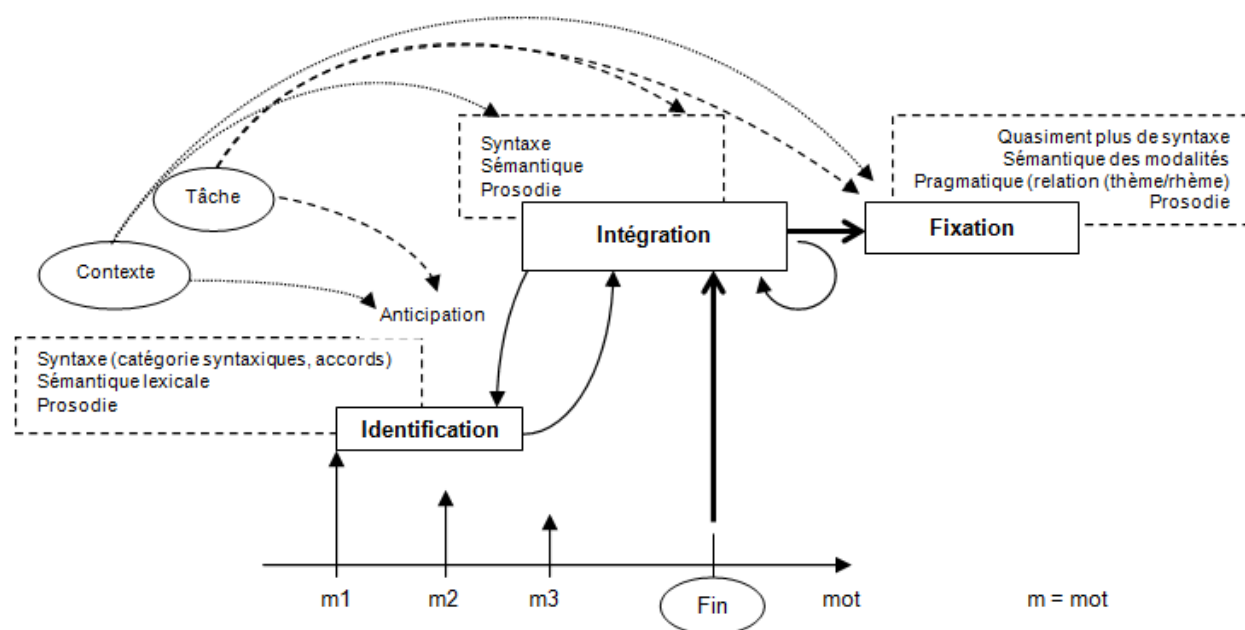 Syntaxe
Sémantique
Prosodie
Quasiment plus de syntaxe
Sémantique des modalités
Pragmatique (relation (thème/rhème)
Prosodie
Tâche
Intégration
Fixation
Contexte
Anticipation
Syntaxe (catégorie syntaxiques, accords)
Sémantique lexicale
Prosodie
Identification
m1 m2 m3 Fin mot m = mot